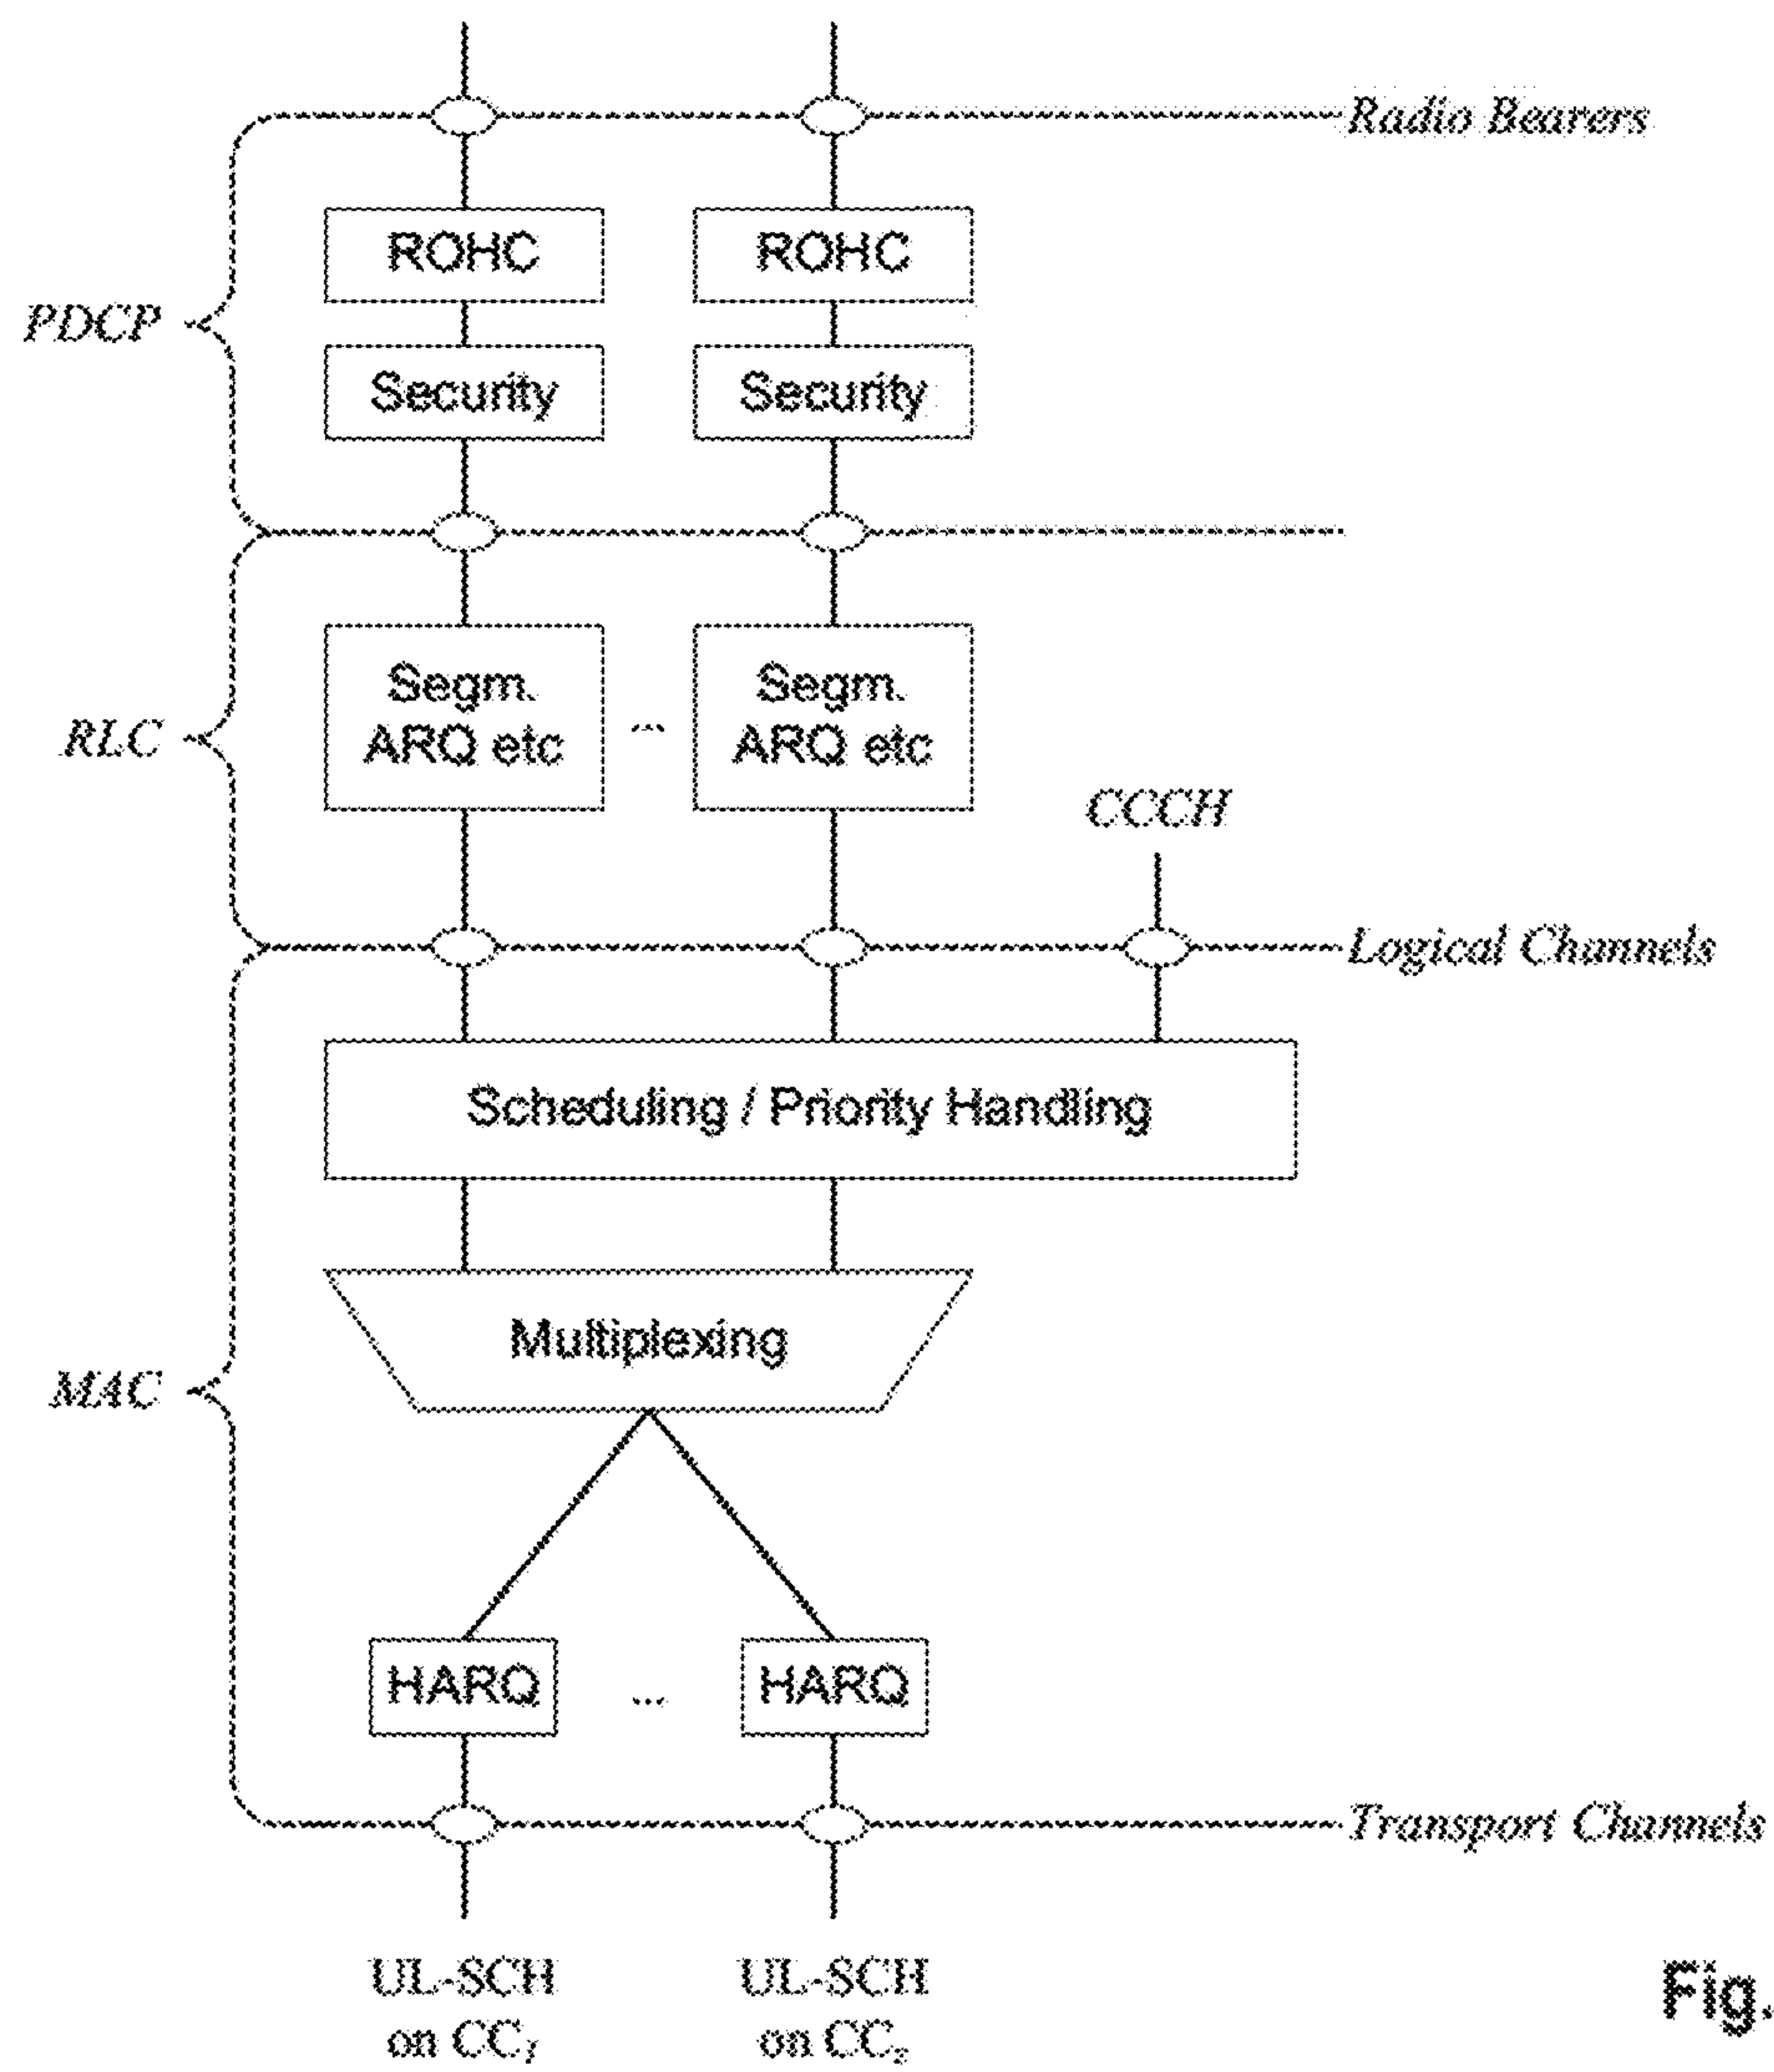 Radio Bearers
ROHC ROHC
PDCP
Security Security
Segm. Segm.
RLC
ARQ etc ... ARQ etc
CCCH
Logical Channels
Scheduling / Priority Handling
Multiplexing
MAC
HARQ ... HARQ
Transport Channels
UL-SCH UL-SCH
on CC1 on CCz
Fig.